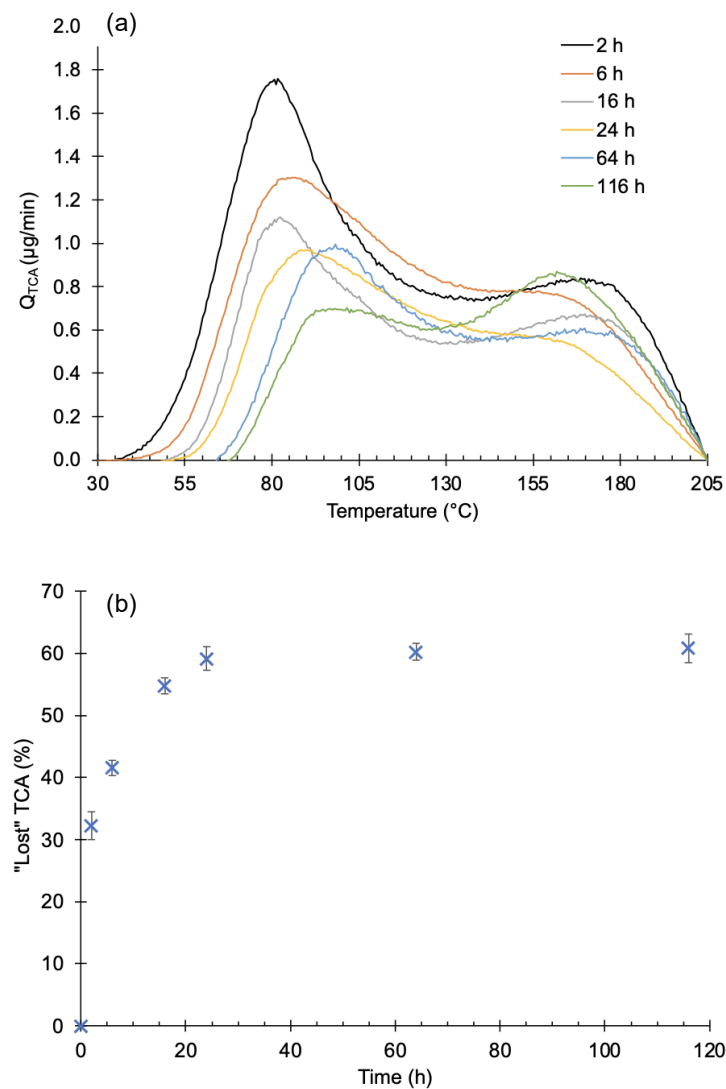 (a)
2.0
1.8
1.6
1.4
1.2
1.0
0.8
0.6
0.4
0.2
0.0
Q_TCA (µg/min)
30 55 80 105 130 155 180 205
Temperature (°C)
2 h
6 h
16 h
24 h
64 h
116 h
(b)
70
60
50
40
30
20
10
0
"Lost" TCA (%)
0 20 40 60 80 100 120
Time (h)